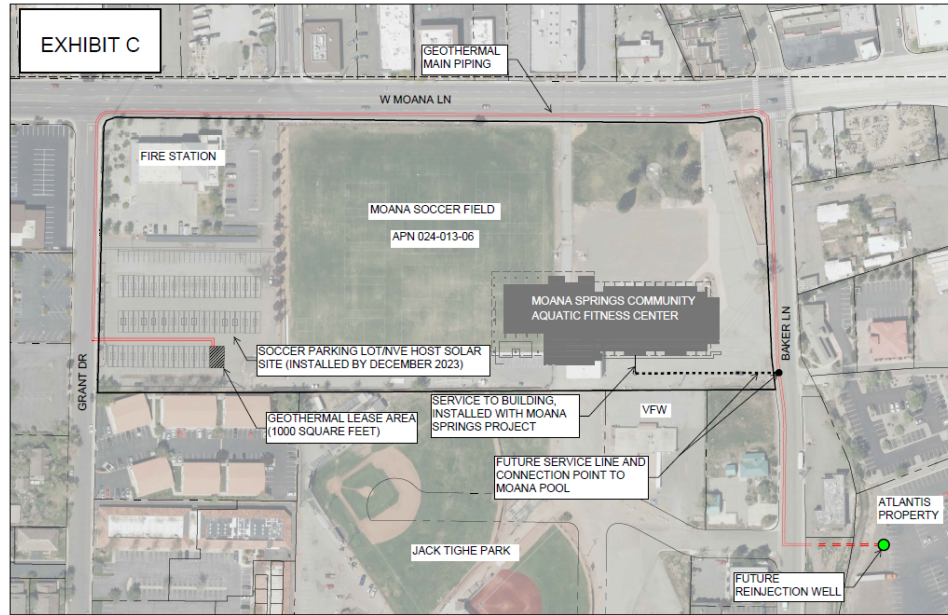 EXHIBIT C
GEOTHERMAL
MAIN PIPING
W MOANA LN
FIRE STATION
MOANA SOCCER FIELD
APN 024-013-06
MOANA SPRINGS COMMUNITY
AQUATIC FITNESS CENTER
BAKER LN
GRANT DR
SOCCER PARKING LOT/NVE HOST SOLAR
SITE (INSTALLED BY DECEMBER 2023)
GEOTHERMAL LEASE AREA
(1000 SQUARE FEET)
SERVICE TO BUILDING,
INSTALLED WITH MOANA
SPRINGS PROJECT
VFW
FUTURE SERVICE LINE AND
CONNECTION POINT TO
MOANA POOL
ATLANTIS
PROPERTY
JACK TIGHE PARK
FUTURE
REINJECTION WELL